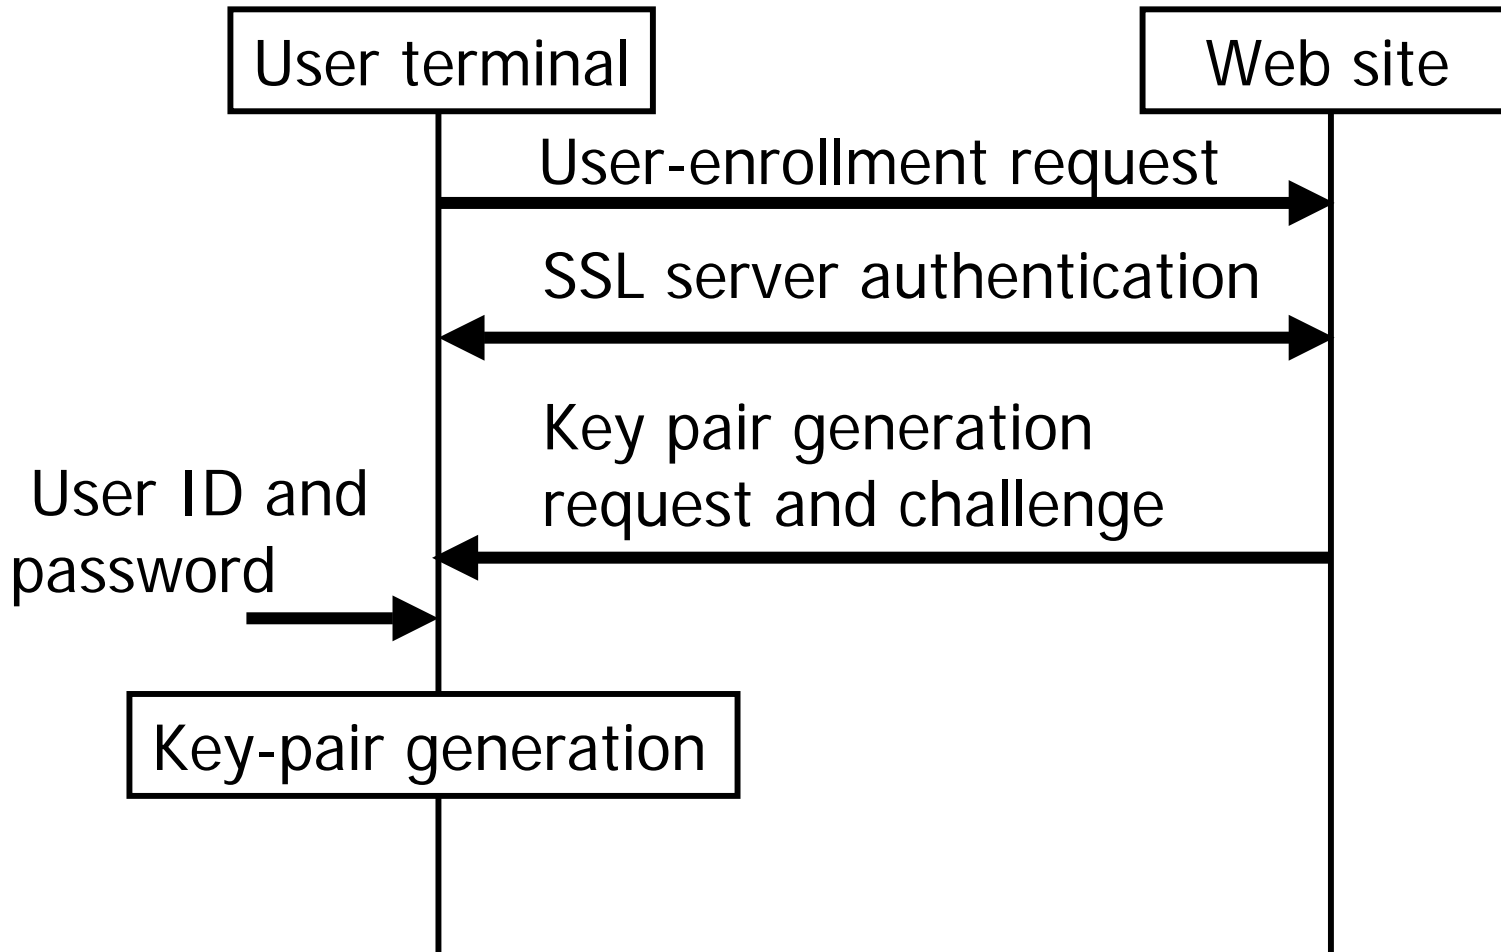 User terminal
Web site
User-enrollment request
SSL server authentication
Key pair generation
request and challenge
User ID and
password
Key-pair generation